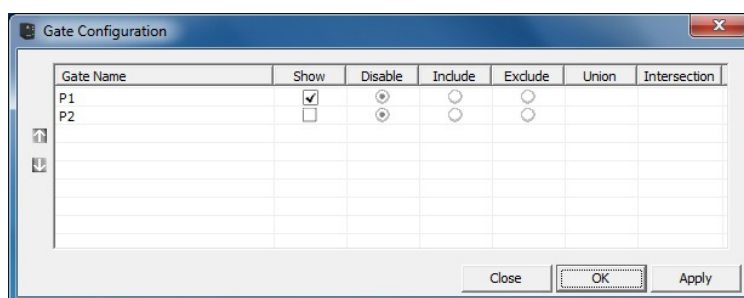 Gate Configuration
Gate Name Show Disable Include Exclude Union Intersection
P1
P2
Close OK Apply